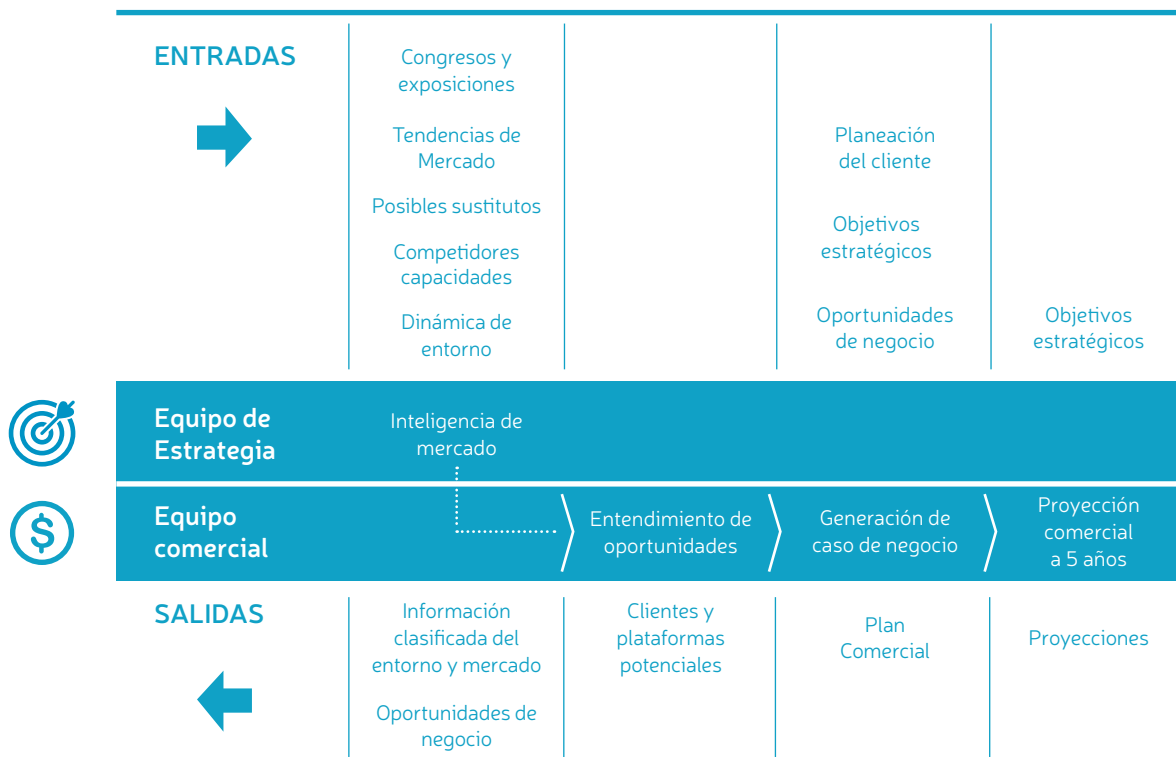 ENTRADAS
Congresos y
exposiciones
Tendencias de
Mercado
Posibles sustitutos
Competidores
capacidades
Dinámica de
entorno
Planeación
del cliente
Objetivos
estratégicos
Oportunidades
de negocio
Objetivos
estratégicos
Equipo de
Estrategia
Inteligencia de
mercado
Equipo
comercial
Entendimiento de
oportunidades
Generación de
caso de negocio
Proyección
comercial
a 5 años
$
SALIDAS
Información
clasificada del
entorno y mercado
Oportunidades de
negocio
Clientes y
plataformas
potenciales
Plan
Comercial
Proyecciones